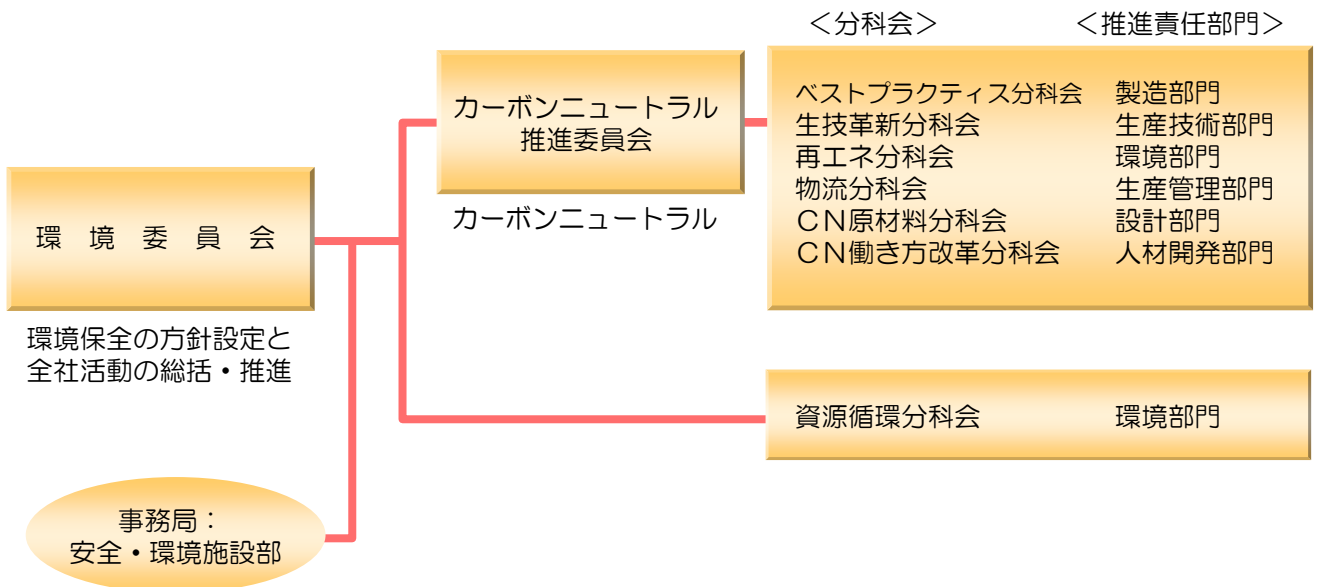 ＜分科会＞ ＜推進責任部門＞
カーボンニュートラル
推進委員会
カーボンニュートラル
ベストプラクティス分科会 製造部門
生技革新分科会 生産技術部門
再エネ分科会 環境部門
物流分科会 生産管理部門
ＣＮ原材料分科会 設計部門
ＣＮ働き方改革分科会 人材開発部門
環 境 委 員 会
環境保全の方針設定と
全社活動の総括・推進
資源循環分科会 環境部門
事務局：
安全・環境施設部